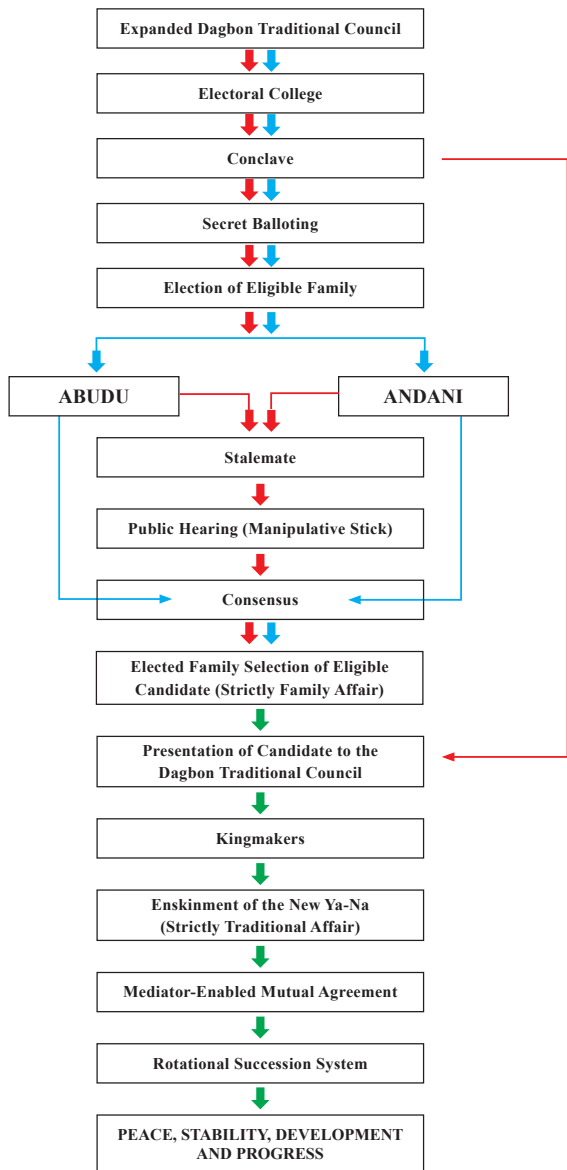 Expanded Dagbon Traditional Council
Electoral College
Conclave
Secret Balloting
Election of Eligible Family
ABUDU
ANDANI
Stalemate
Public Hearing (Manipulative Stick)
Consensus
Elected Family Selection of Eligible
Candidate (Strictly Family Affair)
Presentation of Candidate to the
Dagbon Traditional Council
Kingmakers
Enskinment of the New Ya-Na
(Strictly Traditional Affair)
Mediator-Enabled Mutual Agreement
Rotational Succession System
PEACE, STABILITY, DEVELOPMENT
AND PROGRESS